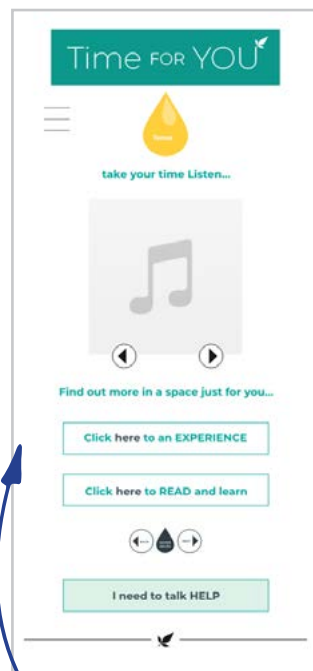 Time FOR YOU
take your time Listen...
Find out more in a space just for you...
Click here to an EXPERIENCE
Click here to READ and learn
I need to talk HELP